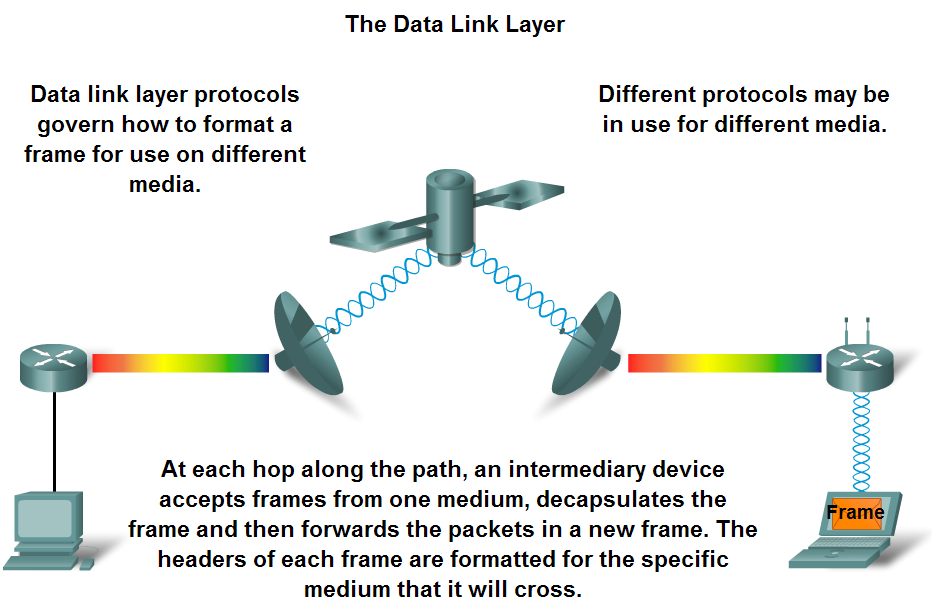 The Data Link Layer
Data link layer protocols
govern how to format a
frame for use on different
media.
Different protocols may be
in use for different media.
Frame
At each hop along the path, an intermediary device
accepts frames from one medium, decapsulates the
frame and then forwards the packets in a new frame. The
headers of each frame are formatted for the specific
medium that it will cross.